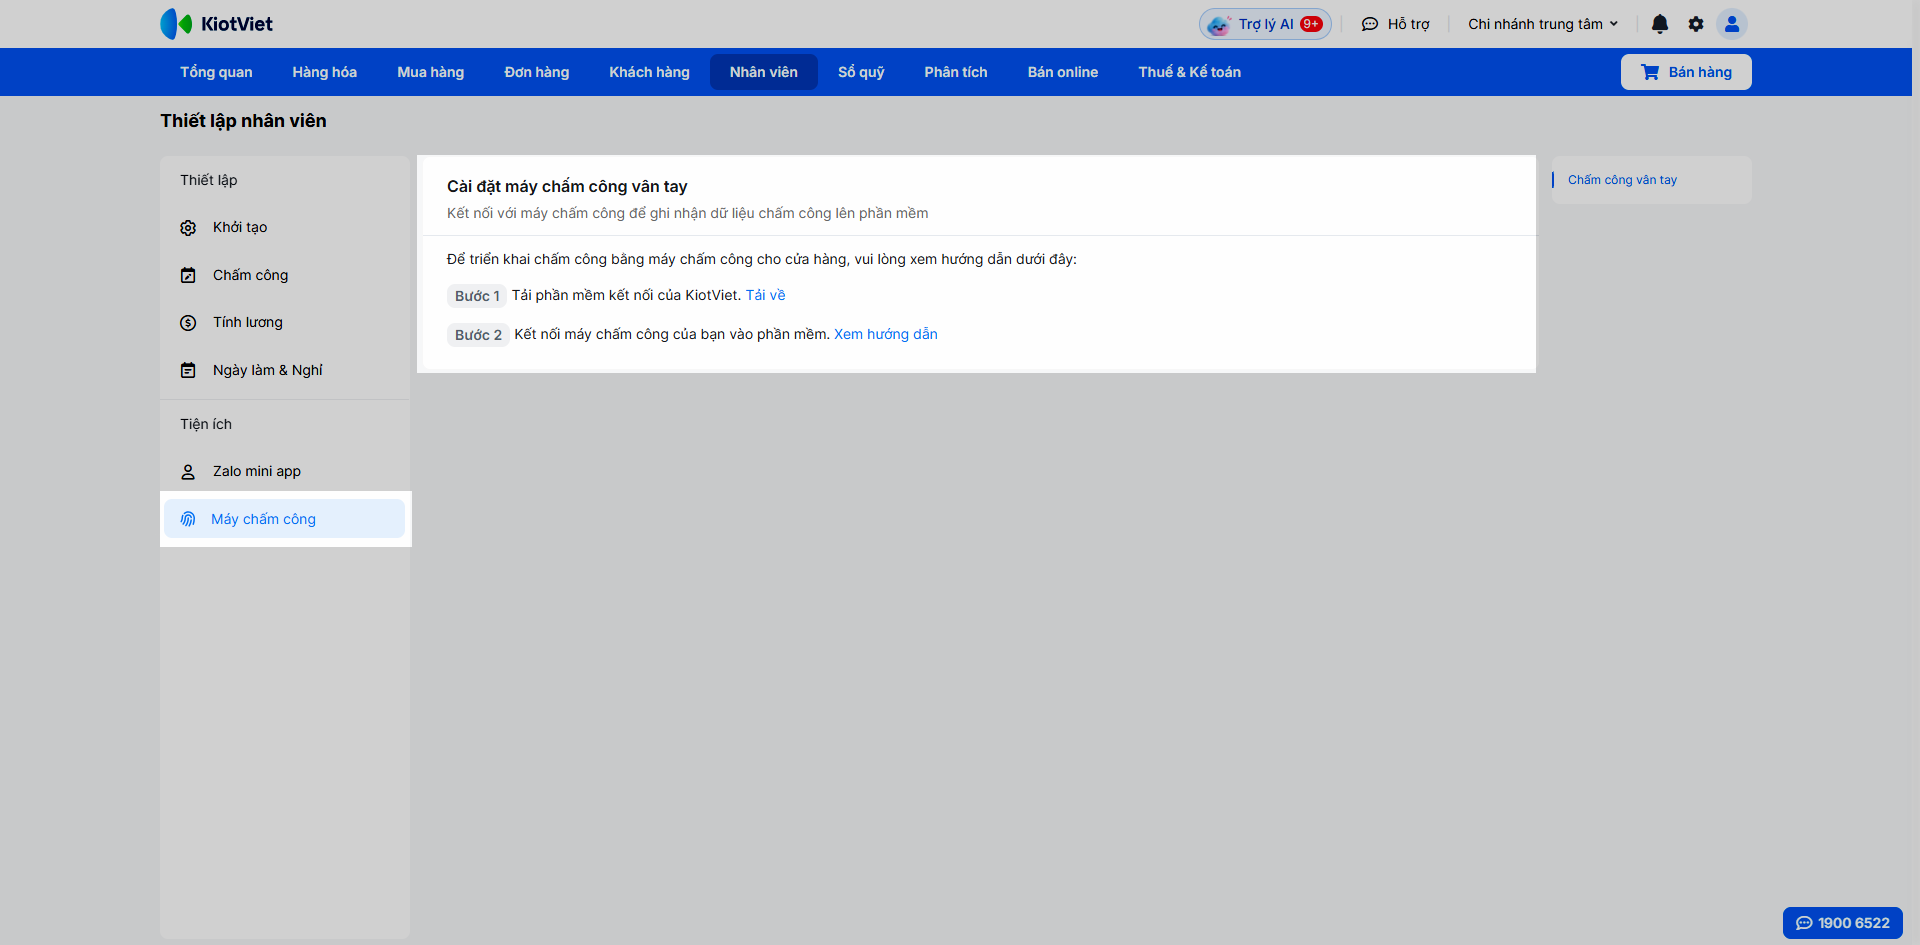 KiotViet
Trợ lý AI 9+
Hỗ trợ
Chi nhánh trung tâm
Tổng quan
Hàng hóa
Mua hàng
Đơn hàng
Khách hàng
Nhân viên
Sổ quỹ
Phân tích
Bán online
Thuế & Kế toán
Bán hàng
Thiết lập nhân viên
Thiết lập
Khởi tạo
Chấm công
Tính lương
Ngày làm & Nghỉ
Tiện ích
Zalo mini app
Máy chấm công
Cài đặt máy chấm công vân tay
Kết nối với máy chấm công để ghi nhận dữ liệu chấm công lên phần mềm
Để triển khai chấm công bằng máy chấm công cho cửa hàng, vui lòng xem hướng dẫn dưới đây:
Bước 1 Tải phần mềm kết nối của KiotViet. Tải về
Bước 2 Kết nối máy chấm công của bạn vào phần mềm. Xem hướng dẫn
Chấm công vân tay
1900 6522